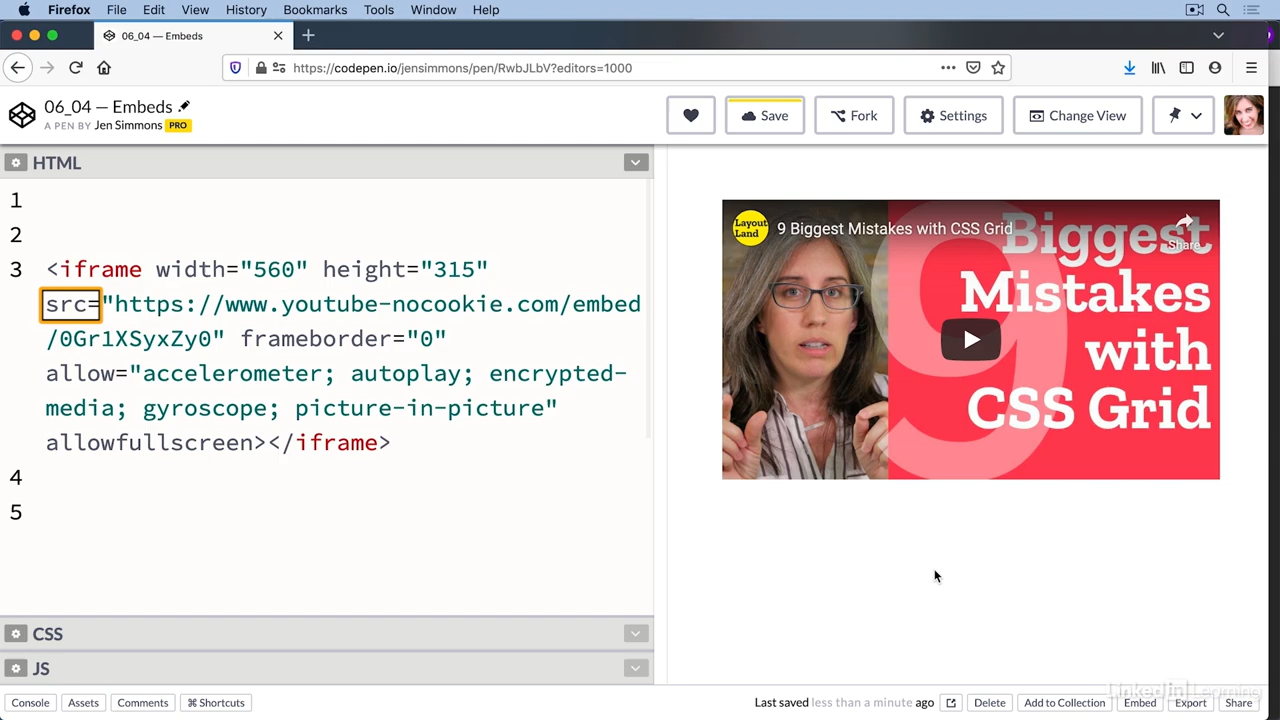 Firefox File Edit View History Bookmarks Tools Window Help
06_04 — Embeds
https://codepen.io/jensimmons/pen/RwbJLbV?editors=1000
06_04 — Embeds
A PEN BY Jen Simmons PRO
Save
Fork
Settings
Change View
HTML
1
2
3 <iframe width="560" height="315"
src="https://www.youtube-nocookie.com/embed
/0Gr1XSyxZy0" frameborder="0"
allow="accelerometer; autoplay; encrypted-
media; gyroscope; picture-in-picture"
allowfullscreen></iframe>
4
5
Layout
Land
9 Biggest Mistakes with CSS Grid
Share
9
Biggest
Mistakes
with
CSS Grid
CSS
JS
Console Assets Comments ⌘ Shortcuts
Last saved less than a minute ago Delete Add to Collection Embed Export Share
LinkedIn Learning